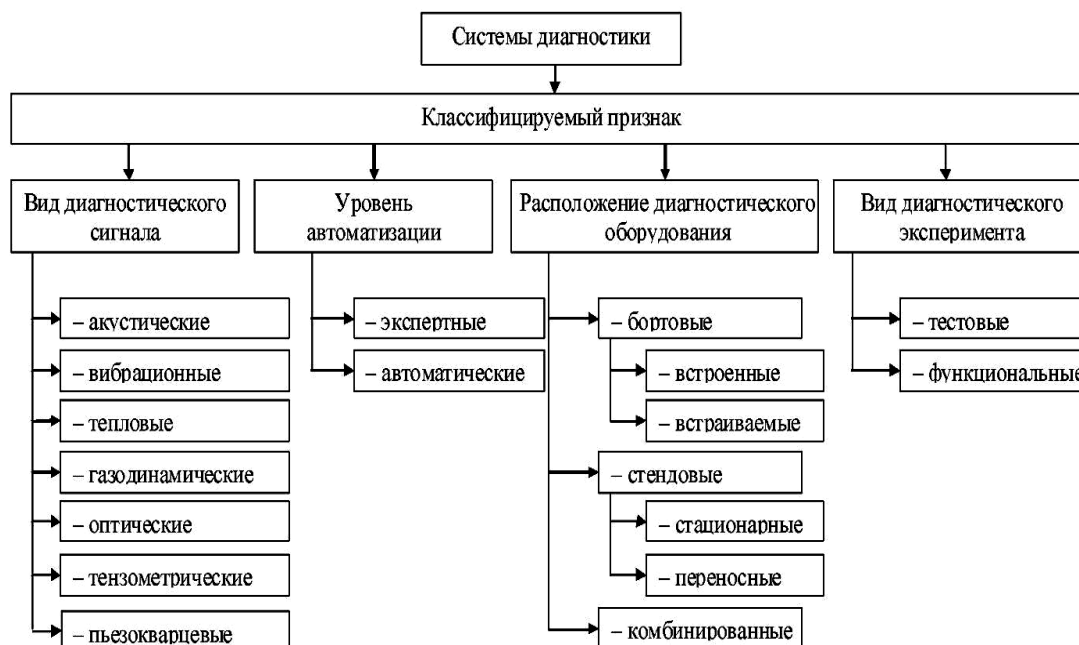 Системы диагностики
Классифицируемый признак
Вид диагностического
сигнала
– акустические
– вибрационные
– тепловые
– газодинамические
– оптические
– тензометрические
– пьезокварцевые
Уровень
автоматизации
– экспертные
– автоматические
Расположение диагностического
оборудования
– бортовые
– встроенные
– встраиваемые
– стендовые
– стационарные
– переносные
– комбинированные
Вид диагностического
эксперимента
– тестовые
– функциональные